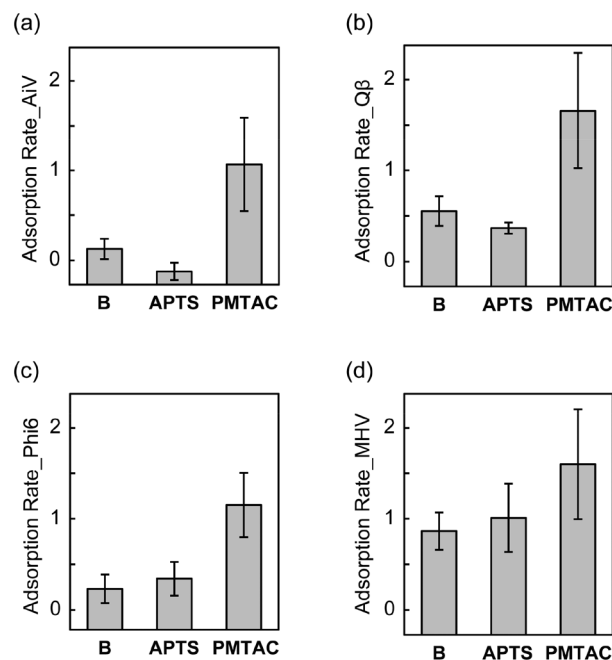 (a)
Adsorption Rate_AiV
2
1
0
B APTS PMTAC
(b)
Adsorption Rate_Qβ
2
1
0
B APTS PMTAC
(c)
Adsorption Rate_Phi6
2
1
0
B APTS PMTAC
(d)
Adsorption Rate_MHV
2
1
0
B APTS PMTAC